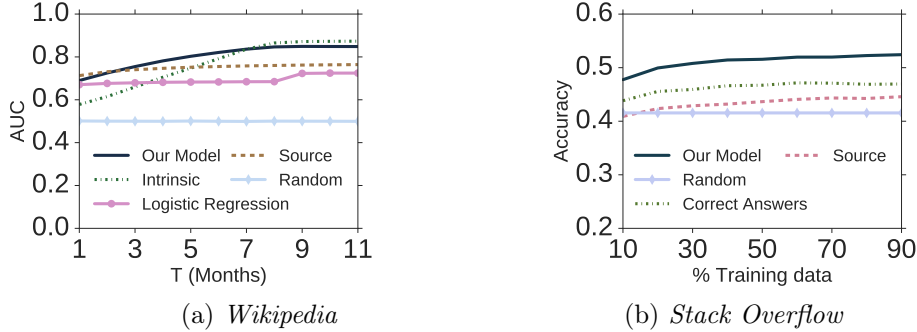 1.0
0.8
0.6
0.4
0.2
0.0
AUC
Our Model
Source
Intrinsic
Random
Logistic Regression
1 3 5 7 9 11
T (Months)
(a) Wikipedia
0.6
0.5
0.4
0.3
0.2
Accuracy
Our Model
Source
Random
Correct Answers
10 30 50 70 90
% Training data
(b) Stack Overflow